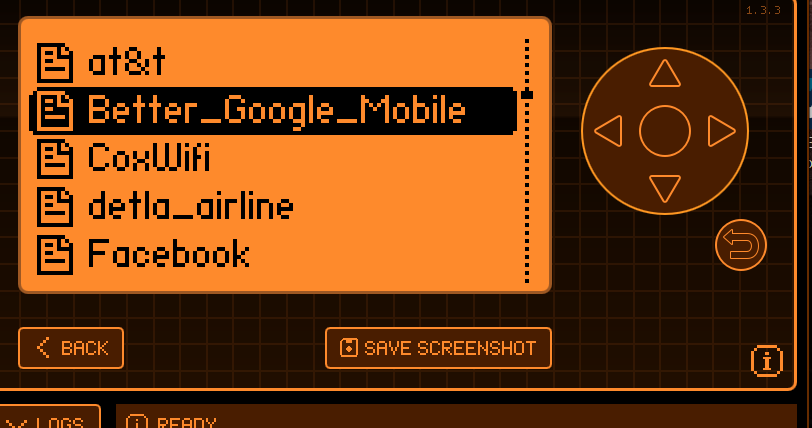 1.3.3
at&t
Better_Google_Mobile
CoxWifi
detla_airline
Facebook
BACK
SAVE SCREENSHOT
LOGS
READY